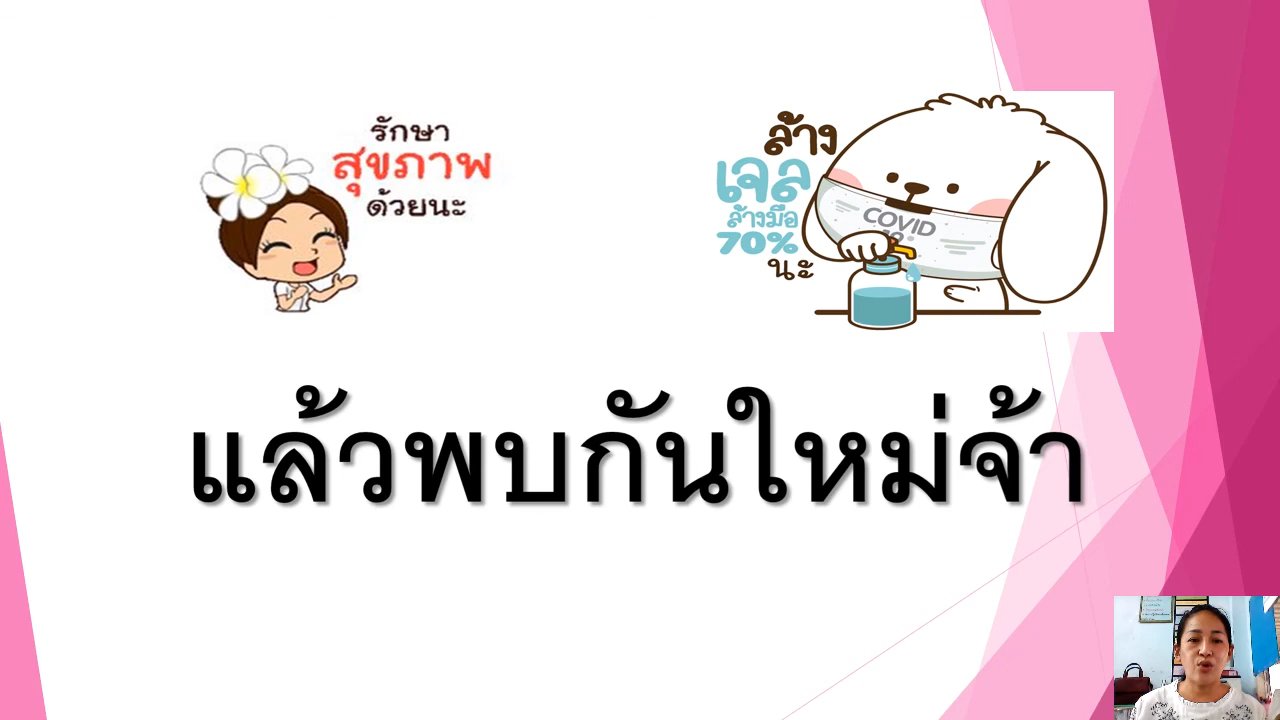 รักษา
สุขภาพ
ด้วยนะ
ล้าง
เจล
ล้างมือ
70%
นะ
COVID
19
แล้วพบกันใหม่จ้า